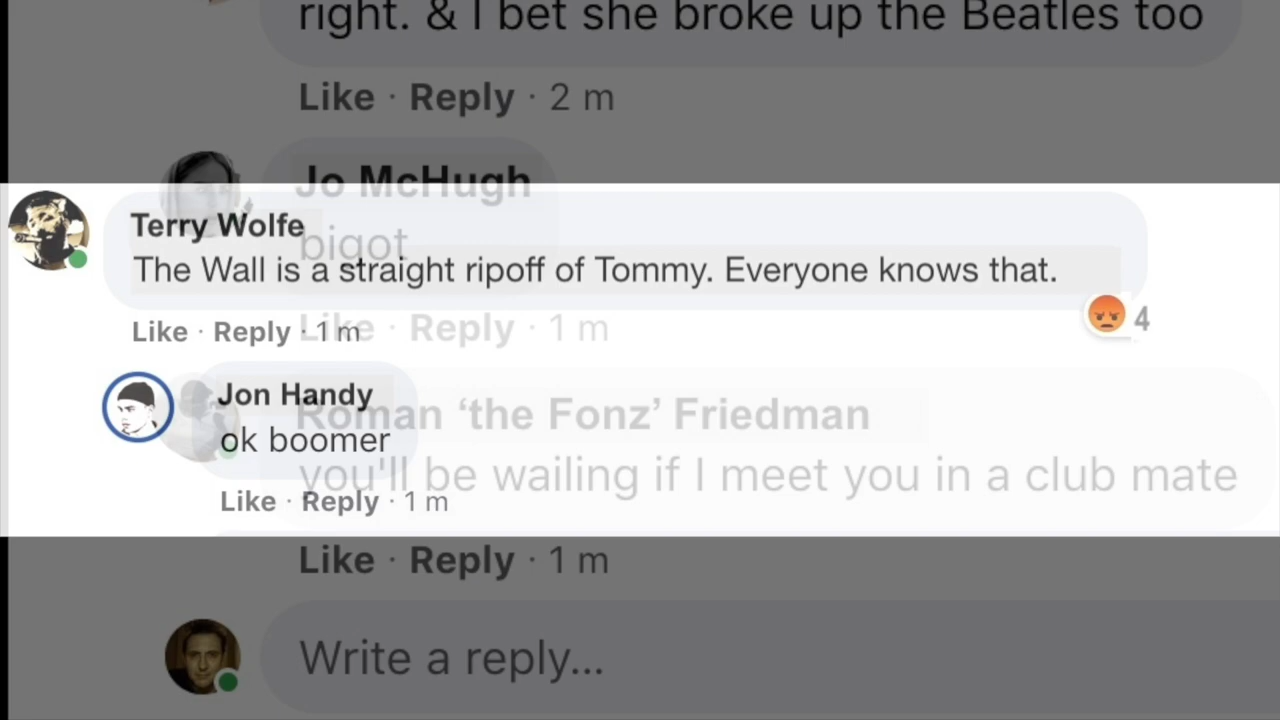 right. & I bet she broke up the Beatles too
Like · Reply · 2 m
Jo McHugh
bigot
Like · Reply · 1 m
Terry Wolfe
The Wall is a straight ripoff of Tommy. Everyone knows that.
4
Like · Reply · 1 m
Jon Handy
ok boomer
Like · Reply · 1 m
Roman ‘the Fonz’ Friedman
you'll be wailing if I meet you in a club mate
Like · Reply · 1 m
Write a reply...